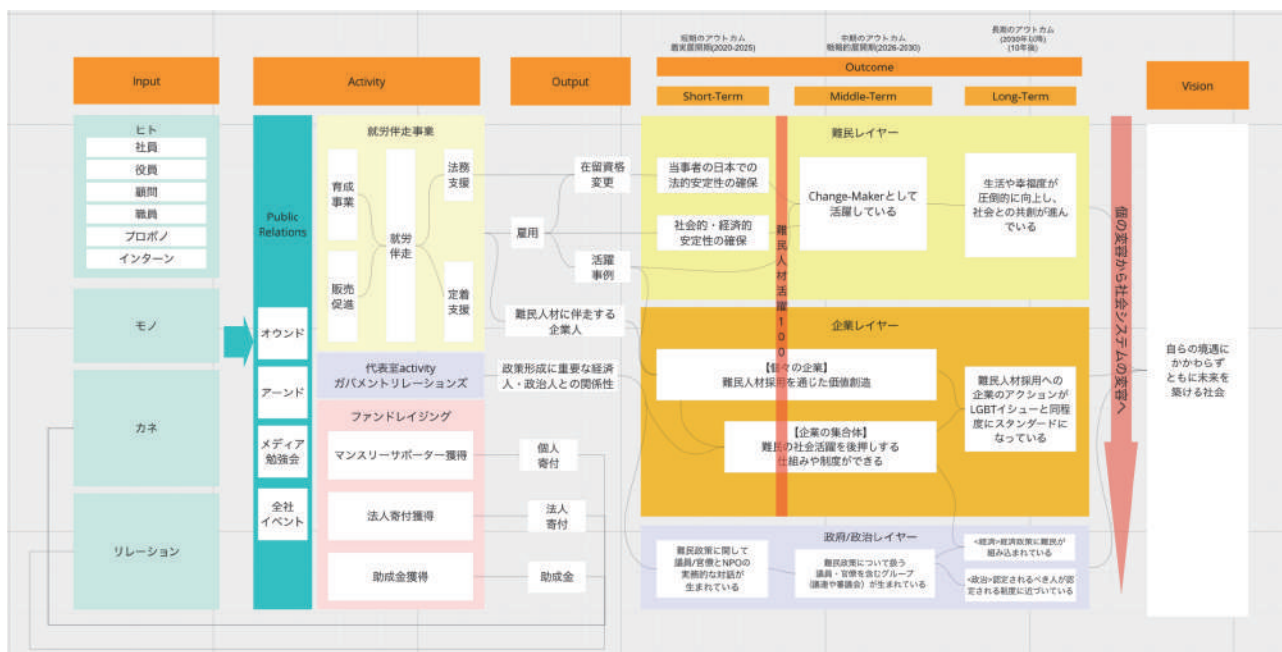 短期のアウトカム
着実展開期(2020-2025)
中期のアウトカム
戦略的展開期(2026-2030)
長期のアウトカム
(2030年以降)
(10年後)
Input
Activity
Output
Outcome
Short-Term
Middle-Term
Long-Term
Vision
ヒト
社員
役員
顧問
職員
プロボノ
インターン
モノ
カネ
リレーション
Public
Relations
オウンド
アーンド
メディア
勉強会
全社
イベント
就労伴走事業
育成
事業
販売
促進
就労
伴走
法務
支援
定着
支援
代表室activity
ガバメントリレーションズ
ファンドレイジング
マンスリーサポーター獲得
法人寄付獲得
助成金獲得
雇用
在留資格
変更
活躍
事例
難民人材に伴走する
企業人
政策形成に重要な経済
人・政治人との関係性
個人
寄付
法人
寄付
助成金
難民レイヤー
当事者の日本での
法的安定性の確保
社会的・経済的
安定性の確保
Change-Makerとして
活躍している
生活や幸福度が
圧倒的に向上し、
社会との共創が進ん
でいる
難民人材活躍100
企業レイヤー
【個々の企業】
難民人材採用を通じた価値創造
【企業の集合体】
難民の社会活躍を後押しする
仕組みや制度ができる
難民人材採用への
企業のアクションが
LGBTイシューと同程
度にスタンダードに
なっている
政府/政治レイヤー
難民政策に関して
議員/官僚とNPOの
実務的な対話が
生まれている
難民政策について扱う
議員・官僚を含むグループ
(議連や審議会)が生まれている
<経済>経済政策に難民が
組み込まれている
<政治>認定されるべき人が認
定される制度に近づいている
個の変容から社会システムの変容へ
自らの境遇に
かかわらず
ともに未来を
築ける社会